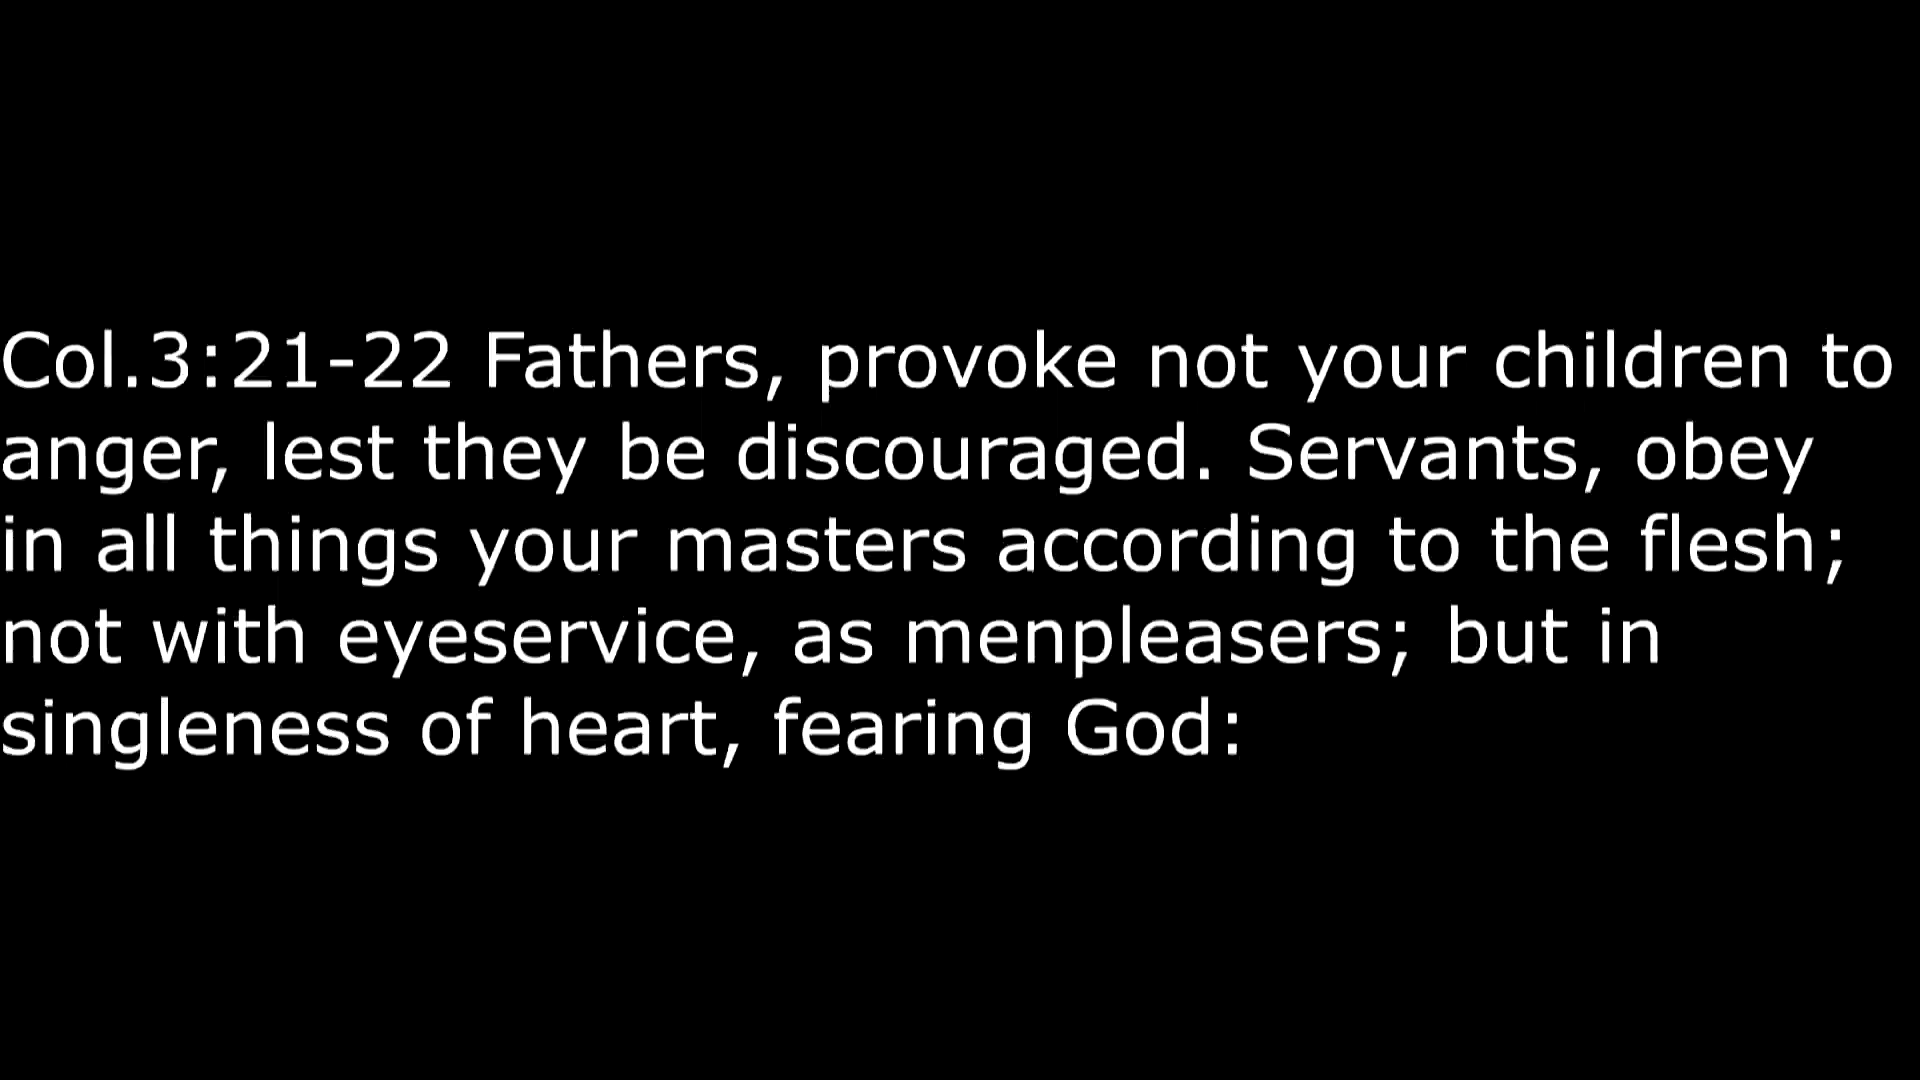 Col.3:21-22 Fathers, provoke not your children to
anger, lest they be discouraged. Servants, obey
in all things your masters according to the flesh;
not with eyeservice, as menpleasers; but in
singleness of heart, fearing God: